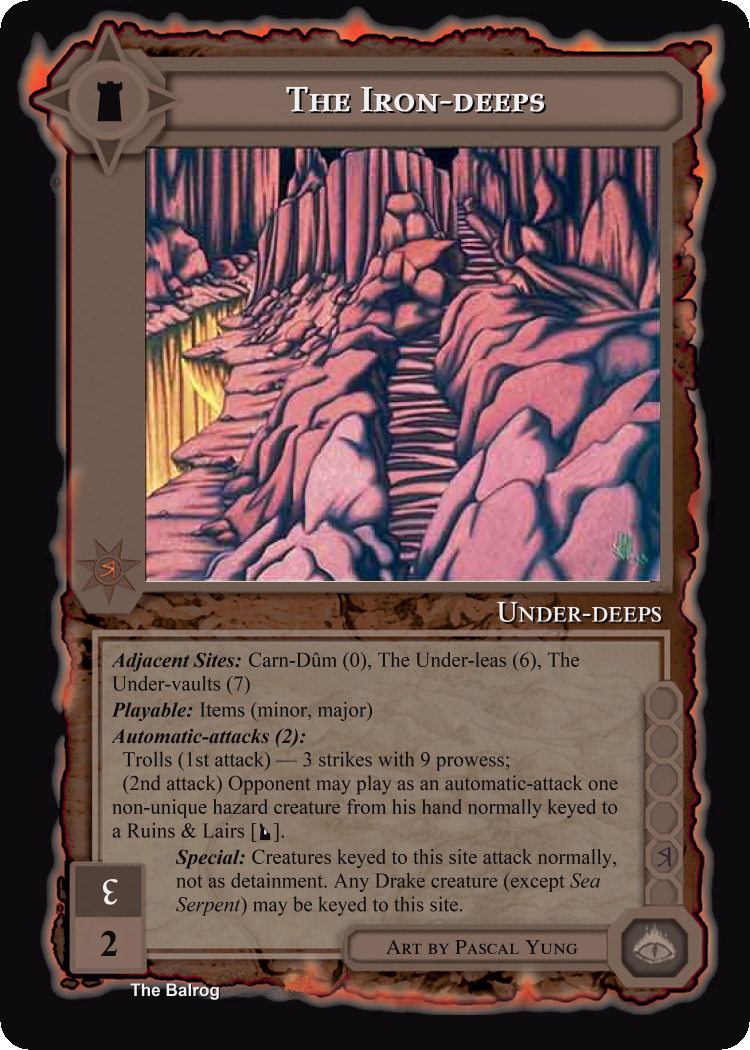 The Iron-deeps
Under-deeps
Adjacent Sites: Carn-Dûm (0), The Under-leas (6), The
Under-vaults (7)
Playable: Items (minor, major)
Automatic-attacks (2):
Trolls (1st attack) — 3 strikes with 9 prowess;
(2nd attack) Opponent may play as an automatic-attack one
non-unique hazard creature from his hand normally keyed to
a Ruins & Lairs [].
Special: Creatures keyed to this site attack normally,
not as detainment. Any Drake creature (except Sea
Serpent) may be keyed to this site.
2
Art by Pascal Yung
The Balrog